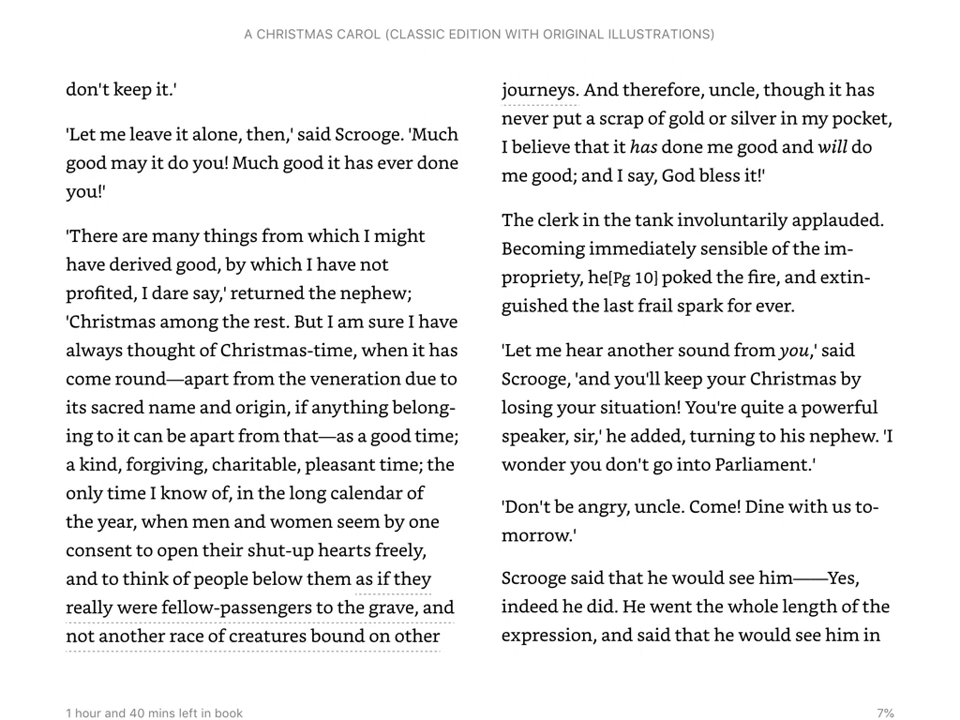 A CHRISTMAS CAROL (CLASSIC EDITION WITH ORIGINAL ILLUSTRATIONS)
don't keep it.'
'Let me leave it alone, then,' said Scrooge. 'Much
good may it do you! Much good it has ever done
you!'
'There are many things from which I might
have derived good, by which I have not
profited, I dare say,' returned the nephew;
'Christmas among the rest. But I am sure I have
always thought of Christmas-time, when it has
come round—apart from the veneration due to
its sacred name and origin, if anything belong-
ing to it can be apart from that—as a good time;
a kind, forgiving, charitable, pleasant time; the
only time I know of, in the long calendar of
the year, when men and women seem by one
consent to open their shut-up hearts freely,
and to think of people below them as if they
really were fellow-passengers to the grave, and
not another race of creatures bound on other
journeys. And therefore, uncle, though it has
never put a scrap of gold or silver in my pocket,
I believe that it has done me good and will do
me good; and I say, God bless it!'
The clerk in the tank involuntarily applauded.
Becoming immediately sensible of the im-
propriety, he[Pg 10] poked the fire, and extin-
guished the last frail spark for ever.
'Let me hear another sound from you,' said
Scrooge, 'and you'll keep your Christmas by
losing your situation! You're quite a powerful
speaker, sir,' he added, turning to his nephew. 'I
wonder you don't go into Parliament.'
'Don't be angry, uncle. Come! Dine with us to-
morrow.'
Scrooge said that he would see him——Yes,
indeed he did. He went the whole length of the
expression, and said that he would see him in
1 hour and 40 mins left in book
7%